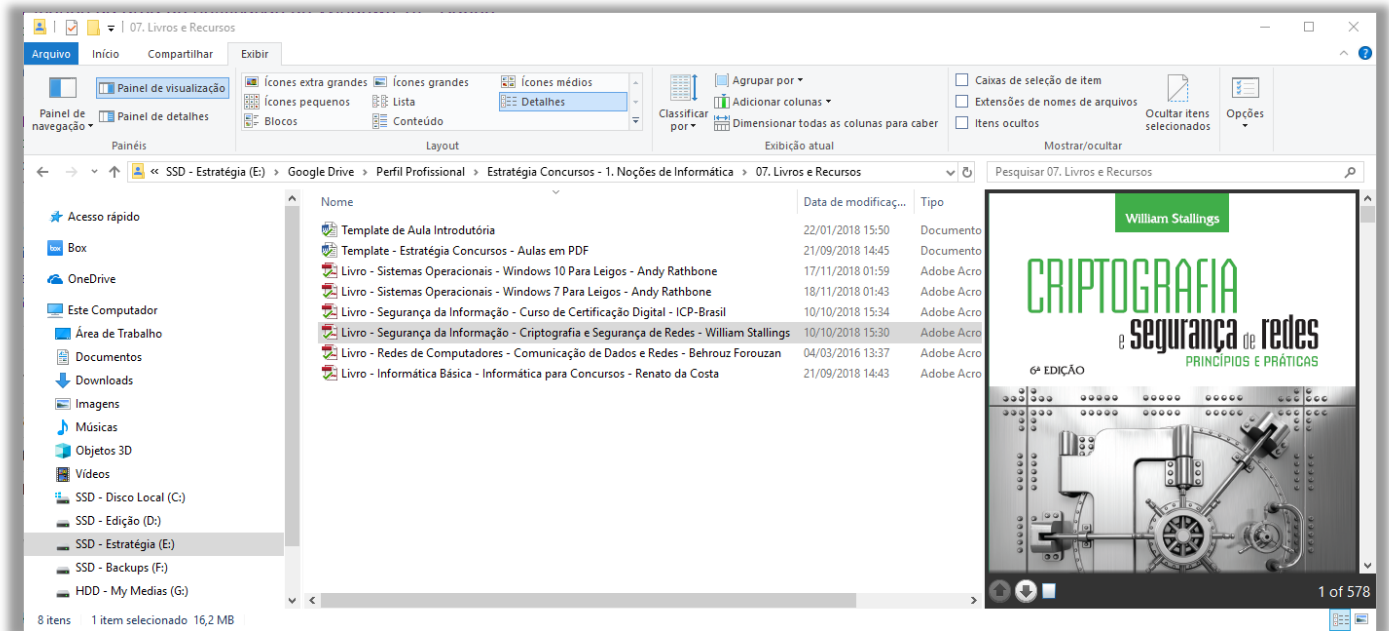 07. Livros e Recursos
Arquivo Início Compartilhar Exibir
Painel de navegação
Painel de visualização
Painel de detalhes
Painéis
Ícones extra grandes Ícones grandes Ícones médios
Ícones pequenos Lista Detalhes
Blocos Conteúdo
Layout
Classificar por
Agrupar por
Adicionar colunas
Dimensionar todas as colunas para caber
Exibição atual
Caixas de seleção de item
Extensões de nomes de arquivos
Itens ocultos
Ocultar itens selecionados
Opções
Mostrar/ocultar
« SSD - Estratégia (E:) > Google Drive > Perfil Profissional > Estratégia Concursos - 1. Noções de Informática > 07. Livros e Recursos
Pesquisar 07. Livros e Recursos
Acesso rápido
box Box
OneDrive
Este Computador
Área de Trabalho
Documentos
Downloads
Imagens
Músicas
Objetos 3D
Vídeos
SSD - Disco Local (C:)
SSD - Edição (D:)
SSD - Estratégia (E:)
SSD - Backups (F:)
HDD - My Medias (G:)
Nome Data de modificaç... Tipo
Template de Aula Introdutória 22/01/2018 15:50 Documento
Template - Estratégia Concursos - Aulas em PDF 21/09/2018 14:45 Documento
Livro - Sistemas Operacionais - Windows 10 Para Leigos - Andy Rathbone 17/11/2018 01:59 Adobe Acro
Livro - Sistemas Operacionais - Windows 7 Para Leigos - Andy Rathbone 18/11/2018 01:43 Adobe Acro
Livro - Segurança da Informação - Curso de Certificação Digital - ICP-Brasil 10/10/2018 15:34 Adobe Acro
Livro - Segurança da Informação - Criptografia e Segurança de Redes - William Stallings 10/10/2018 15:30 Adobe Acro
Livro - Redes de Computadores - Comunicação de Dados e Redes - Behrouz Forouzan 04/03/2016 13:37 Adobe Acro
Livro - Informática Básica - Informática para Concursos - Renato da Costa 21/09/2018 14:43 Adobe Acro
William Stallings
CRIPTOGRAFIA
e segurança de redes
PRINCÍPIOS E PRÁTICAS
6ª EDIÇÃO
1 of 578
8 itens 1 item selecionado 16,2 MB